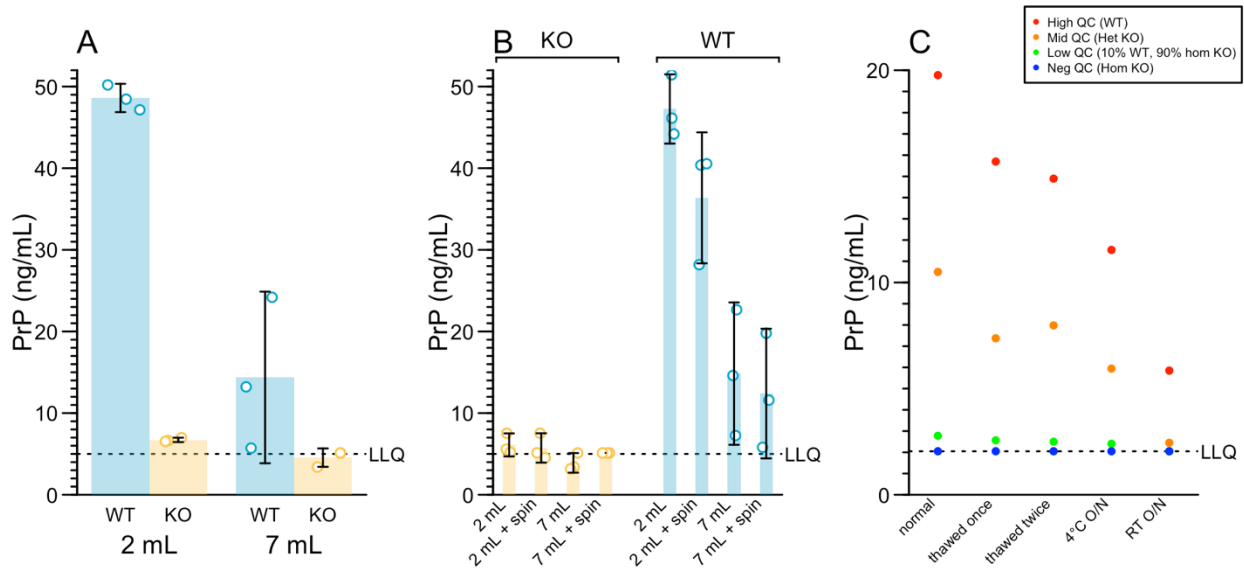 A
PrP (ng/mL)
50
40
30
20
10
0
LLQ
WT
KO
WT
KO
2 mL
7 mL
B
KO
WT
PrP (ng/mL)
50
40
30
20
10
0
LLQ
2 mL
2 mL + spin
7 mL
7 mL + spin
2 mL
2 mL + spin
7 mL
7 mL + spin
C
High QC (WT)
Mid QC (Het KO)
Low QC (10% WT, 90% hom KO)
Neg QC (Hom KO)
PrP (ng/mL)
20
10
0
LLQ
normal
thawed once
thawed twice
4°C O/N
RT O/N